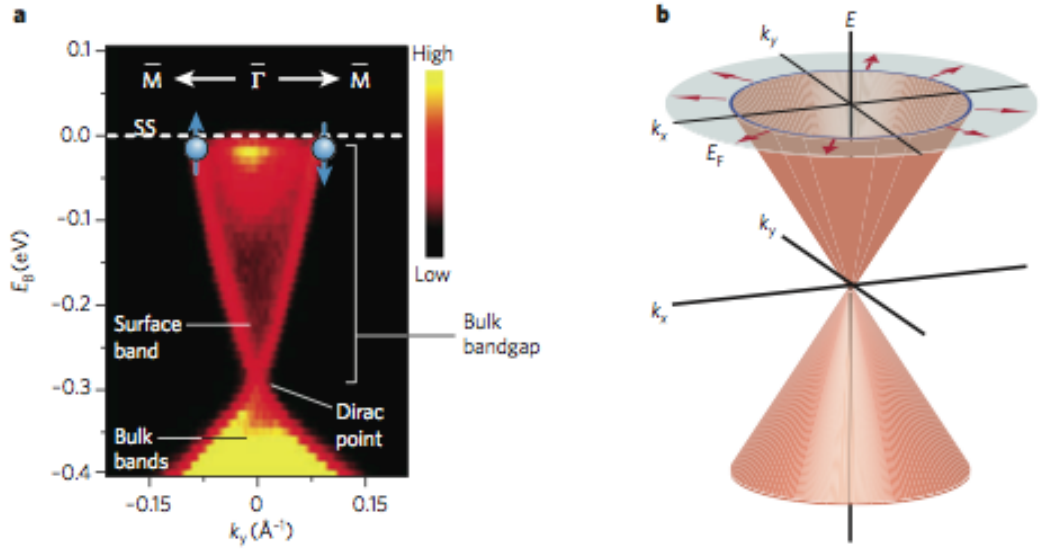 a
0.1
0.0
−0.1
−0.2
−0.3
−0.4
E_B (eV)
M̅ ← Γ̅ → M̅
SS
High
Low
Surface
band
Bulk
bandgap
Dirac
point
Bulk
bands
−0.15
0
0.15
k_y (Å⁻¹)
b
E
k_y
k_x
E_F
k_y
k_x